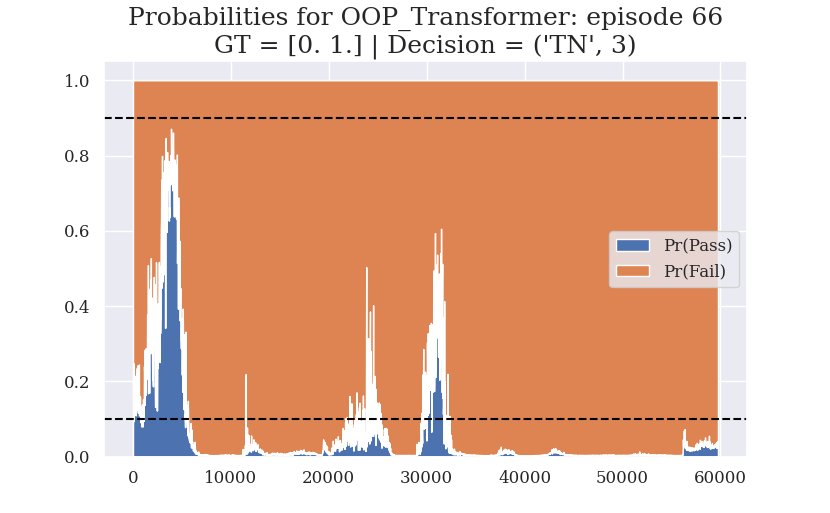 Probabilities for OOP_Transformer: episode 66
GT = [0. 1.] | Decision = ('TN', 3)
1.0
0.8
0.6
0.4
0.2
0.0
Pr(Pass)
Pr(Fail)
0 10000 20000 30000 40000 50000 60000